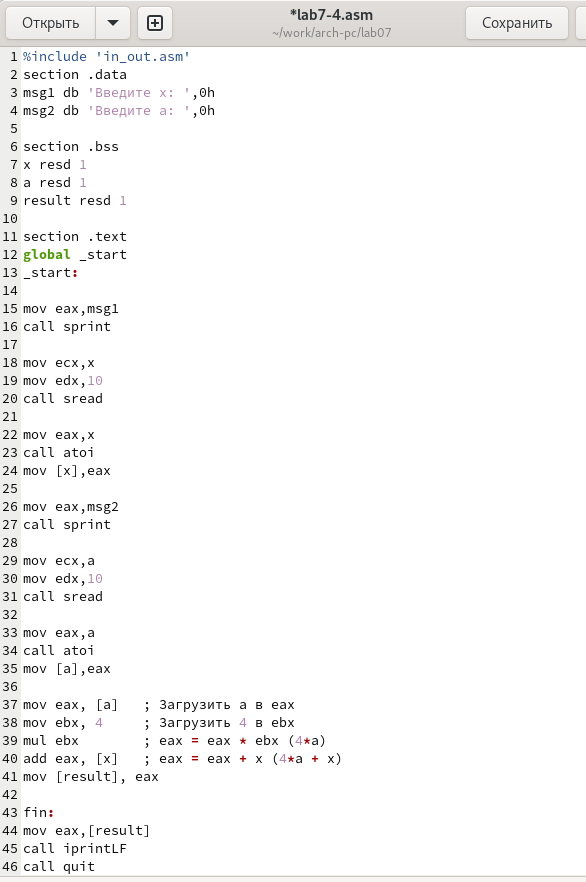 Открыть
*lab7-4.asm
~/work/arch-pc/lab07
Сохранить
1 %include 'in_out.asm'
2 section .data
3 msg1 db 'Введите x: ',0h
4 msg2 db 'Введите a: ',0h
5
6 section .bss
7 x resd 1
8 a resd 1
9 result resd 1
10
11 section .text
12 global _start
13 _start:
14
15 mov eax,msg1
16 call sprint
17
18 mov ecx,x
19 mov edx,10
20 call sread
21
22 mov eax,x
23 call atoi
24 mov [x],eax
25
26 mov eax,msg2
27 call sprint
28
29 mov ecx,a
30 mov edx,10
31 call sread
32
33 mov eax,a
34 call atoi
35 mov [a],eax
36
37 mov eax, [a]   ; Загрузить a в eax
38 mov ebx, 4     ; Загрузить 4 в ebx
39 mul ebx        ; eax = eax * ebx (4*a)
40 add eax, [x]   ; eax = eax + x (4*a + x)
41 mov [result], eax
42
43 fin:
44 mov eax,[result]
45 call iprintLF
46 call quit